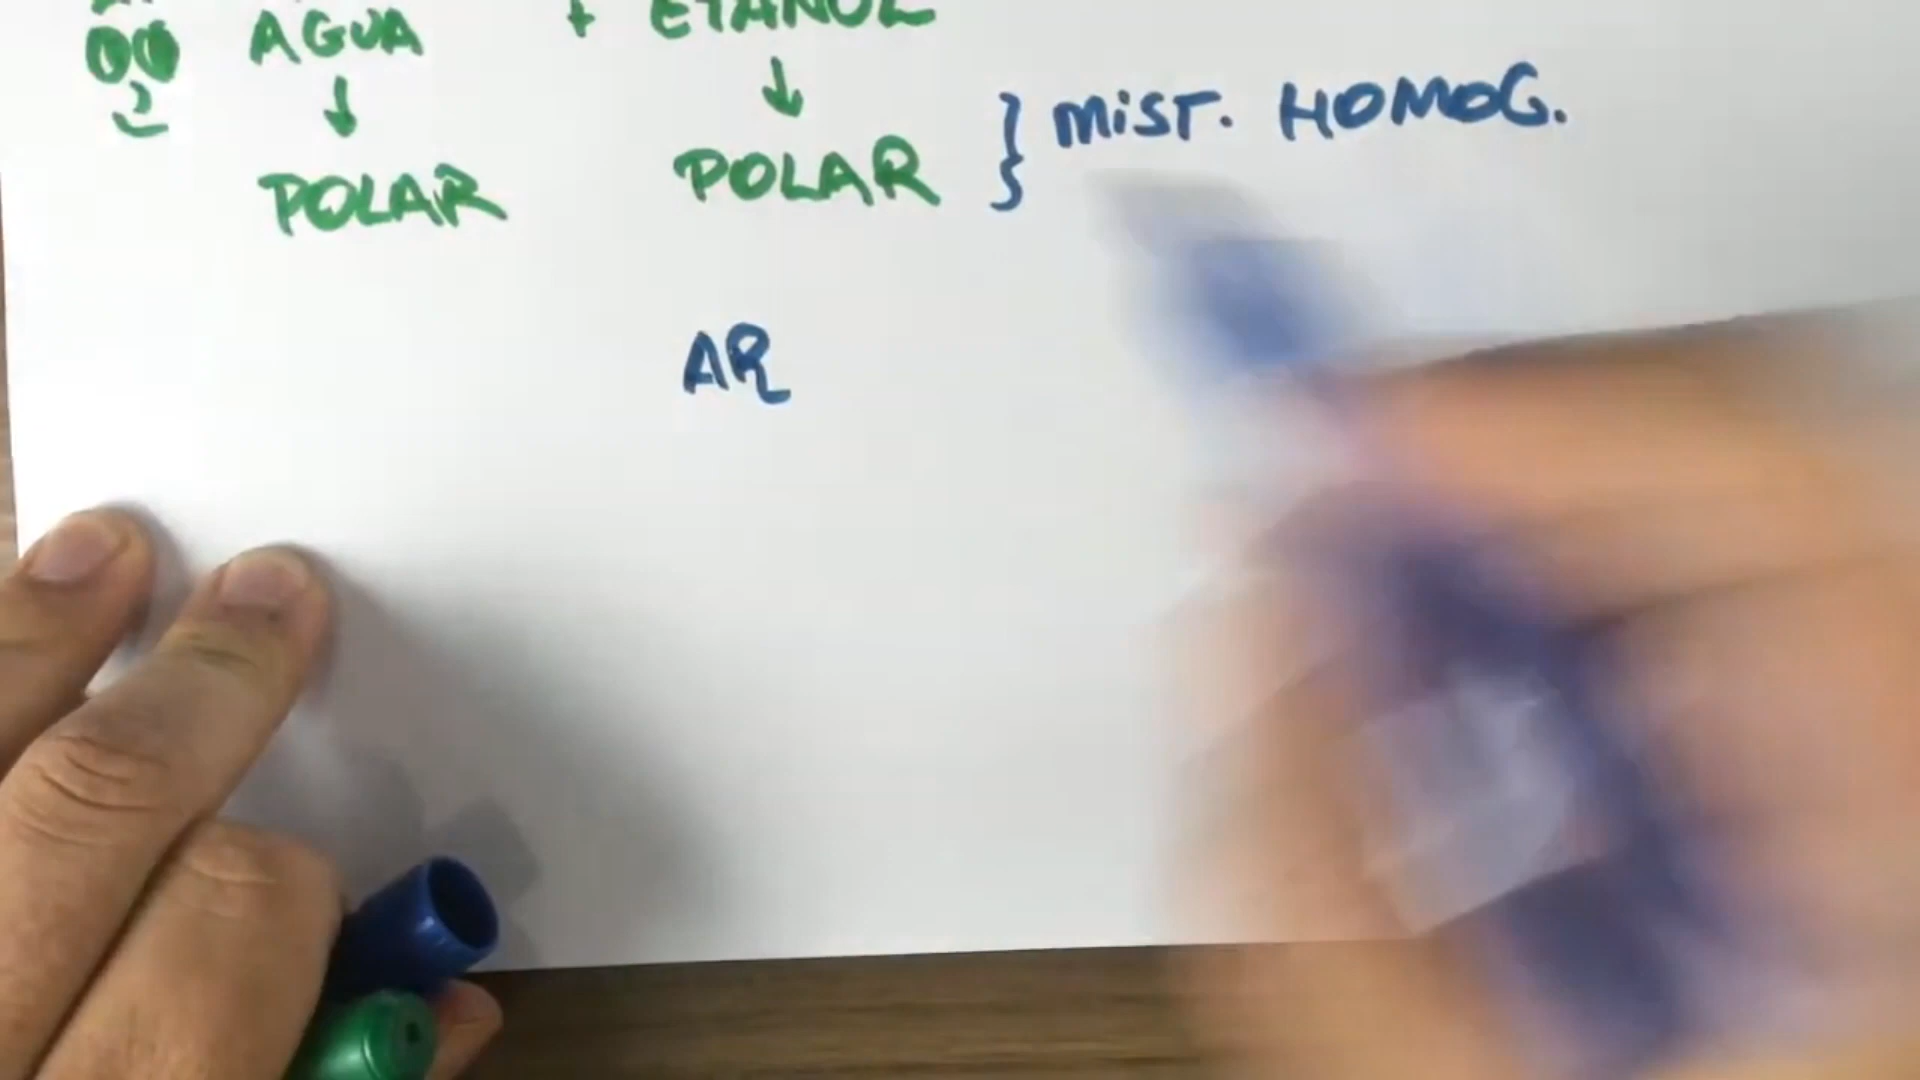 AGUA + ETANOL
POLAR POLAR } MIST. HOMOG.
AR